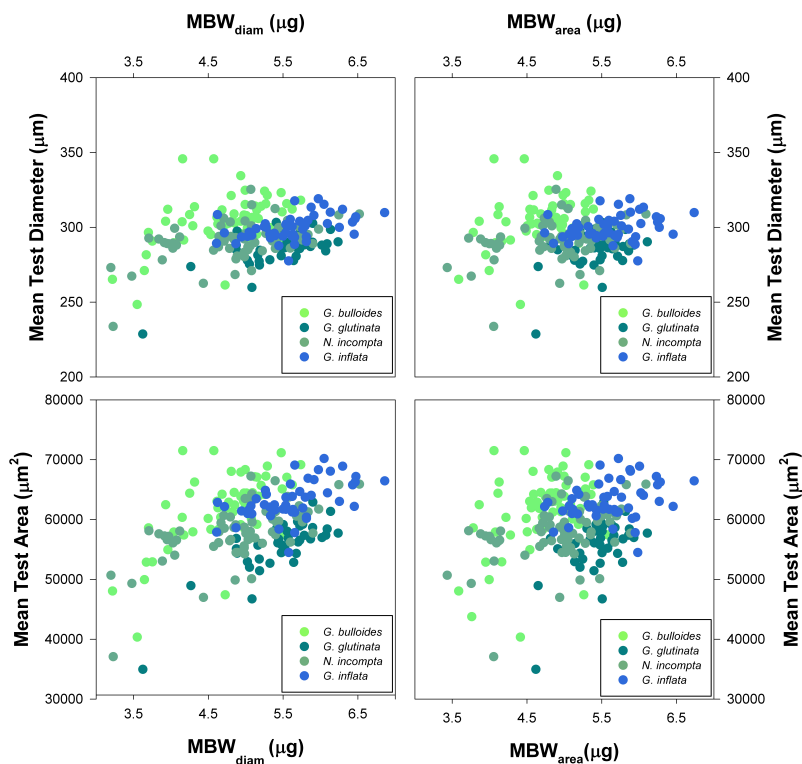 MBWdiam (μg) MBWarea (μg)
3.5 4.5 5.5 6.5 3.5 4.5 5.5 6.5
400 400
350 350
300 300
250 250
200 200
Mean Test Diameter (μm)
Mean Test Diameter (μm)
G. bulloides
G. glutinata
N. incompta
G. inflata
G. bulloides
G. glutinata
N. incompta
G. inflata
80000 80000
70000 70000
60000 60000
50000 50000
40000 40000
30000 30000
Mean Test Area (μm²)
Mean Test Area (μm²)
G. bulloides
G. glutinata
N. incompta
G. inflata
G. bulloides
G. glutinata
N. incompta
G. inflata
3.5 4.5 5.5 6.5 3.5 4.5 5.5 6.5
MBWdiam (μg) MBWarea(μg)